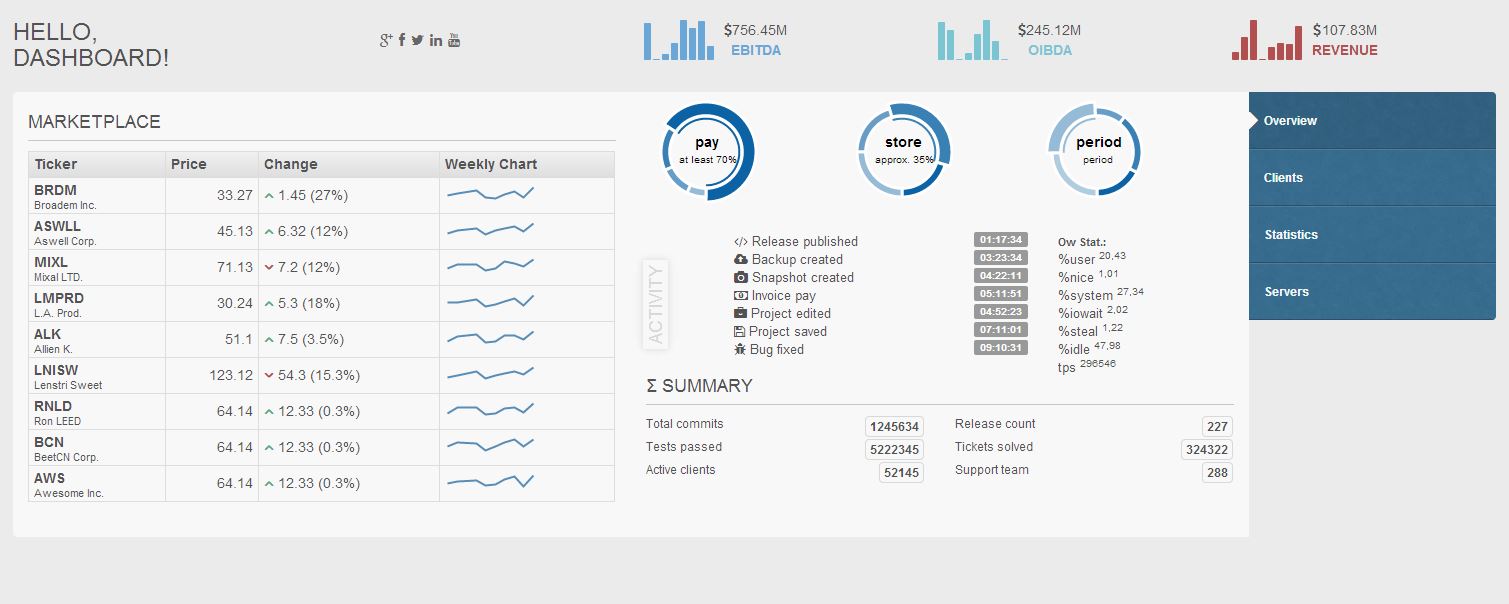 HELLO,
DASHBOARD!
$756.45M
EBITDA
$245.12M
OIBDA
$107.83M
REVENUE
MARKETPLACE
Ticker Price Change Weekly Chart
BRDM
Broadem Inc.
33.27 1.45 (27%)
ASWLL
Aswell Corp.
45.13 6.32 (12%)
MIXL
Mixal LTD.
71.13 7.2 (12%)
LMPRD
L.A. Prod.
30.24 5.3 (18%)
ALK
Allien K.
51.1 7.5 (3.5%)
LNISW
Lenstri Sweet
123.12 54.3 (15.3%)
RNLD
Ron LEED
64.14 12.33 (0.3%)
BCN
BeetCN Corp.
64.14 12.33 (0.3%)
AWS
Awesome Inc.
64.14 12.33 (0.3%)
pay
at least 70%
store
approx. 35%
period
period
ACTIVITY
Release published 01:17:34
Backup created 03:23:34
Snapshot created 04:22:11
Invoice pay 05:11:51
Project edited 04:52:23
Project saved 07:11:01
Bug fixed 09:10:31
Ow Stat.:
%user 20,43
%nice 1,01
%system 27,34
%iowait 2,02
%steal 1,22
%idle 47,98
tps 296546
Σ SUMMARY
Total commits 1245634
Tests passed 5222345
Active clients 52145
Release count 227
Tickets solved 324322
Support team 288
Overview
Clients
Statistics
Servers